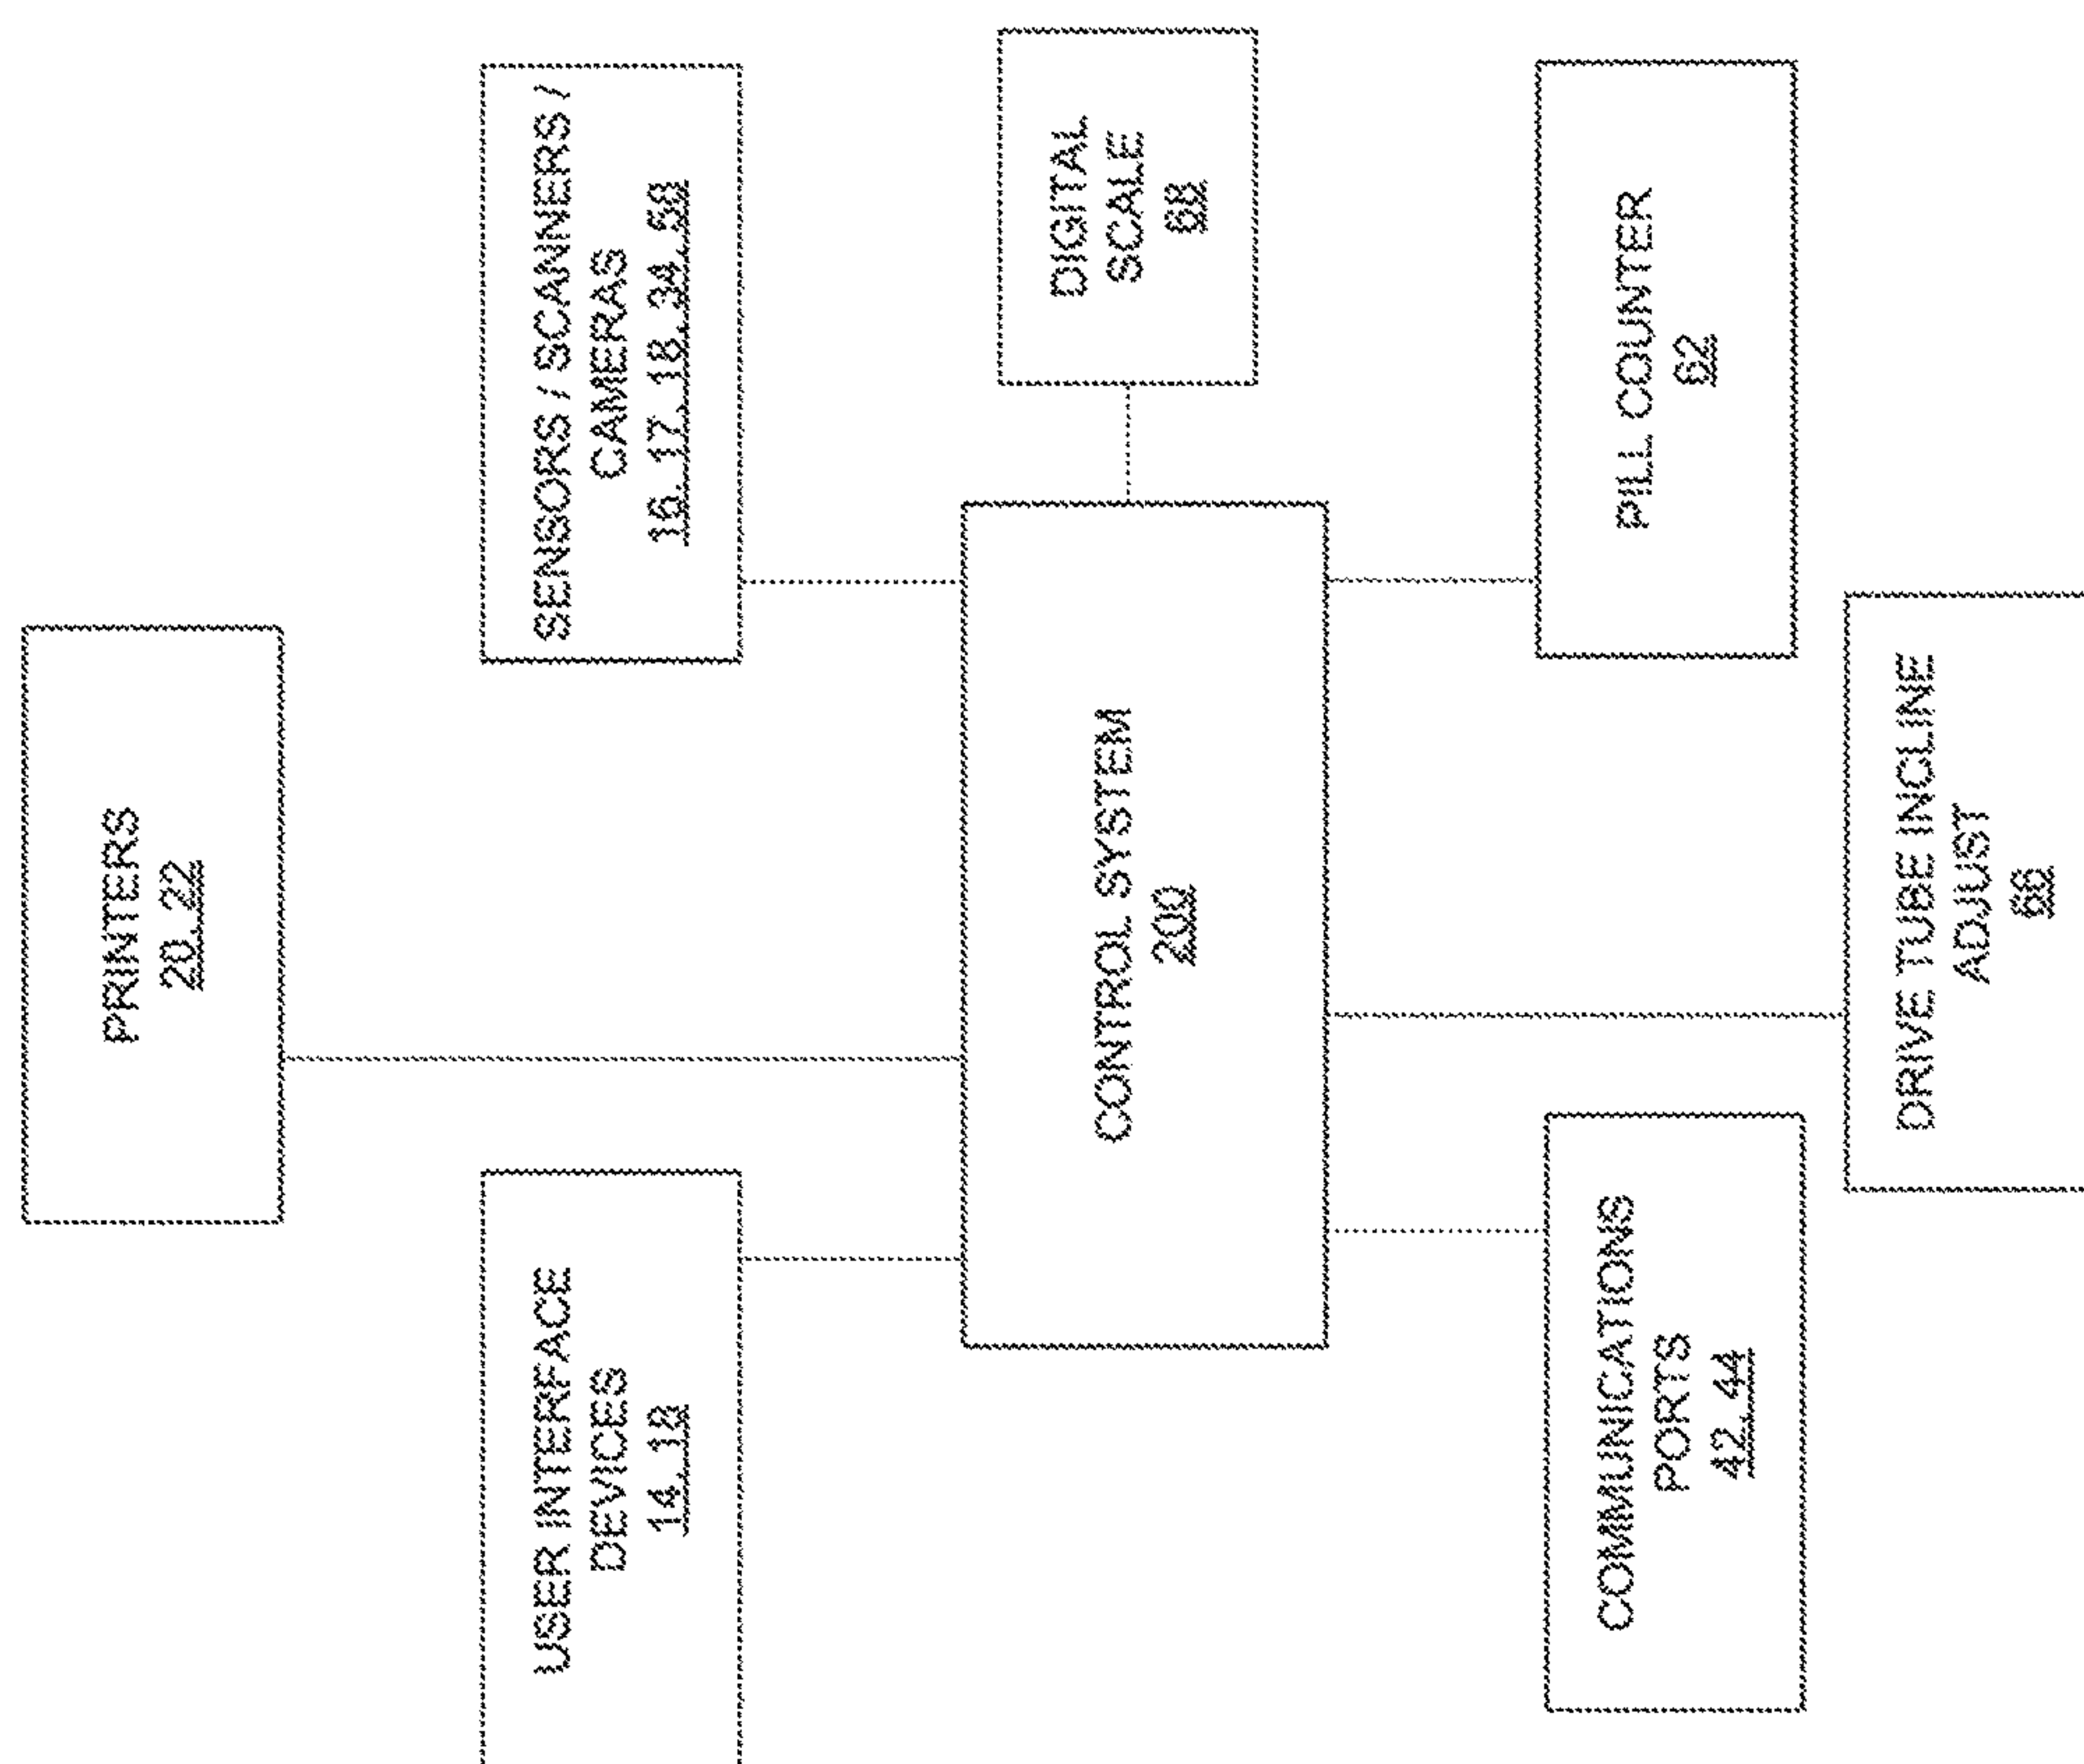 PRINTERS
20, 22
USER INTERFACE
DEVICES
14, 18
SENSORS / SCANNERS /
CAMERAS
16, 17, 18, 34, 58
CONTROL SYSTEM
200
DIGITAL
SCALE
68
COMMUNICATIONS
PORTS
42, 44
PILL COUNTER
62
DRIVE TUBE INCLINE
ADJUST
66